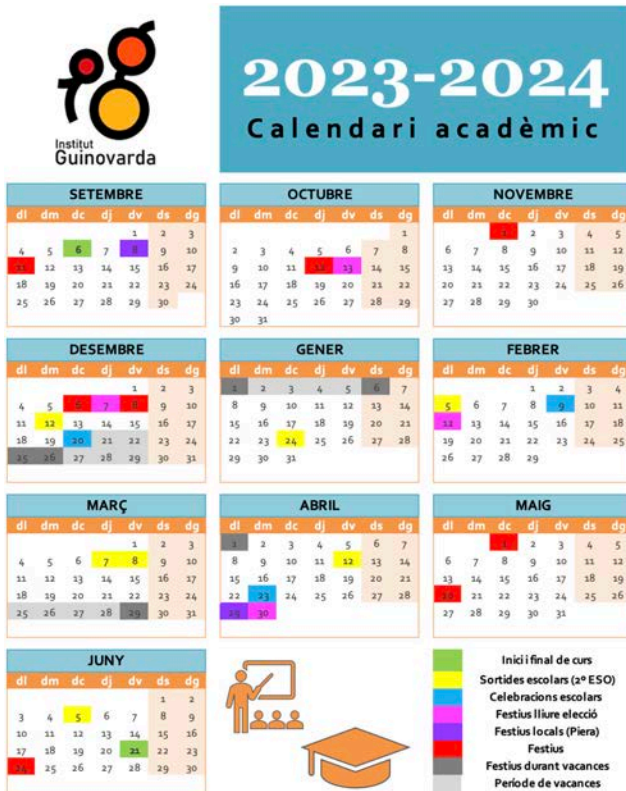 Institut
Guinovarda
2023-2024
Calendari acadèmic
SETEMBRE
dl dm dc dj dv ds dg
1 2 3
4 5 6 7 8 9 10
11 12 13 14 15 16 17
18 19 20 21 22 23 24
25 26 27 28 29 30
OCTUBRE
dl dm dc dj dv ds dg
1
2 3 4 5 6 7 8
9 10 11 12 13 14 15
16 17 18 19 20 21 22
23 24 25 26 27 28 29
30 31
NOVEMBRE
dl dm dc dj dv ds dg
1 2 3 4 5
6 7 8 9 10 11 12
13 14 15 16 17 18 19
20 21 22 23 24 25 26
27 28 29 30
DESEMBRE
dl dm dc dj dv ds dg
1 2 3
4 5 6 7 8 9 10
11 12 13 14 15 16 17
18 19 20 21 22 23 24
25 26 27 28 29 30 31
GENER
dl dm dc dj dv ds dg
1 2 3 4 5 6 7
8 9 10 11 12 13 14
15 16 17 18 19 20 21
22 23 24 25 26 27 28
29 30 31
FEBRER
dl dm dc dj dv ds dg
1 2 3 4
5 6 7 8 9 10 11
12 13 14 15 16 17 18
19 20 21 22 23 24 25
26 27 28 29
MARÇ
dl dm dc dj dv ds dg
1 2 3
4 5 6 7 8 9 10
11 12 13 14 15 16 17
18 19 20 21 22 23 24
25 26 27 28 29 30 31
ABRIL
dl dm dc dj dv ds dg
1 2 3 4 5 6 7
8 9 10 11 12 13 14
15 16 17 18 19 20 21
22 23 24 25 26 27 28
29 30
MAIG
dl dm dc dj dv ds dg
1 2 3 4 5
6 7 8 9 10 11 12
13 14 15 16 17 18 19
20 21 22 23 24 25 26
27 28 29 30 31
JUNY
dl dm dc dj dv ds dg
1 2
3 4 5 6 7 8 9
10 11 12 13 14 15 16
17 18 19 20 21 22 23
24 25 26 27 28 29 30
Inici i final de curs
Sortides escolars (2º ESO)
Celebracions escolars
Festius lliure elecció
Festius locals (Piera)
Festius
Festius durant vacances
Període de vacances